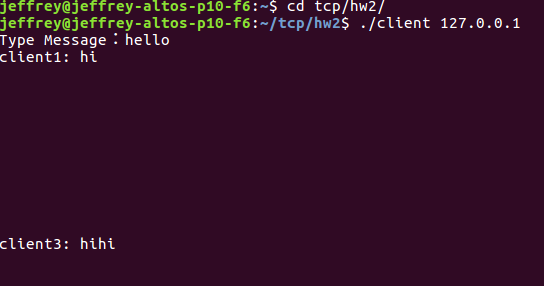 jeffrey@jeffrey-altos-p10-f6:~$ cd tcp/hw2/
jeffrey@jeffrey-altos-p10-f6:~/tcp/hw2$ ./client 127.0.0.1
Type Message：hello
client1: hi
client3: hihi